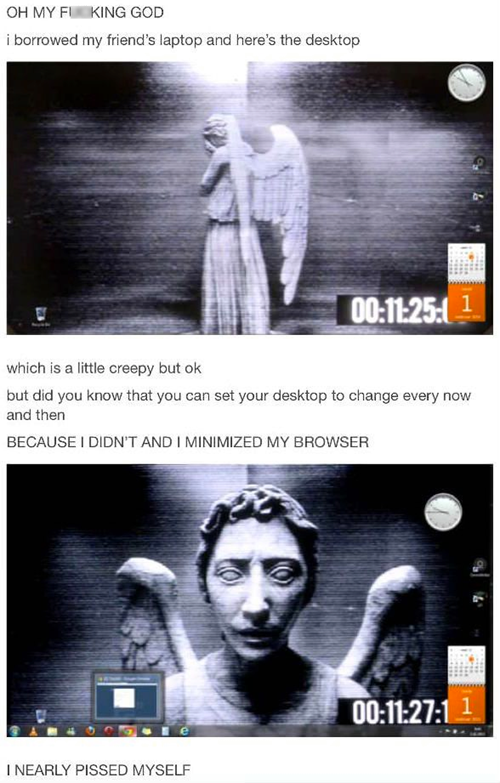 OH MY FU KING GOD
i borrowed my friend's laptop and here's the desktop
00:11:25:
1
which is a little creepy but ok
but did you know that you can set your desktop to change every now
and then
BECAUSE I DIDN'T AND I MINIMIZED MY BROWSER
00:11:27:1
1
I NEARLY PISSED MYSELF